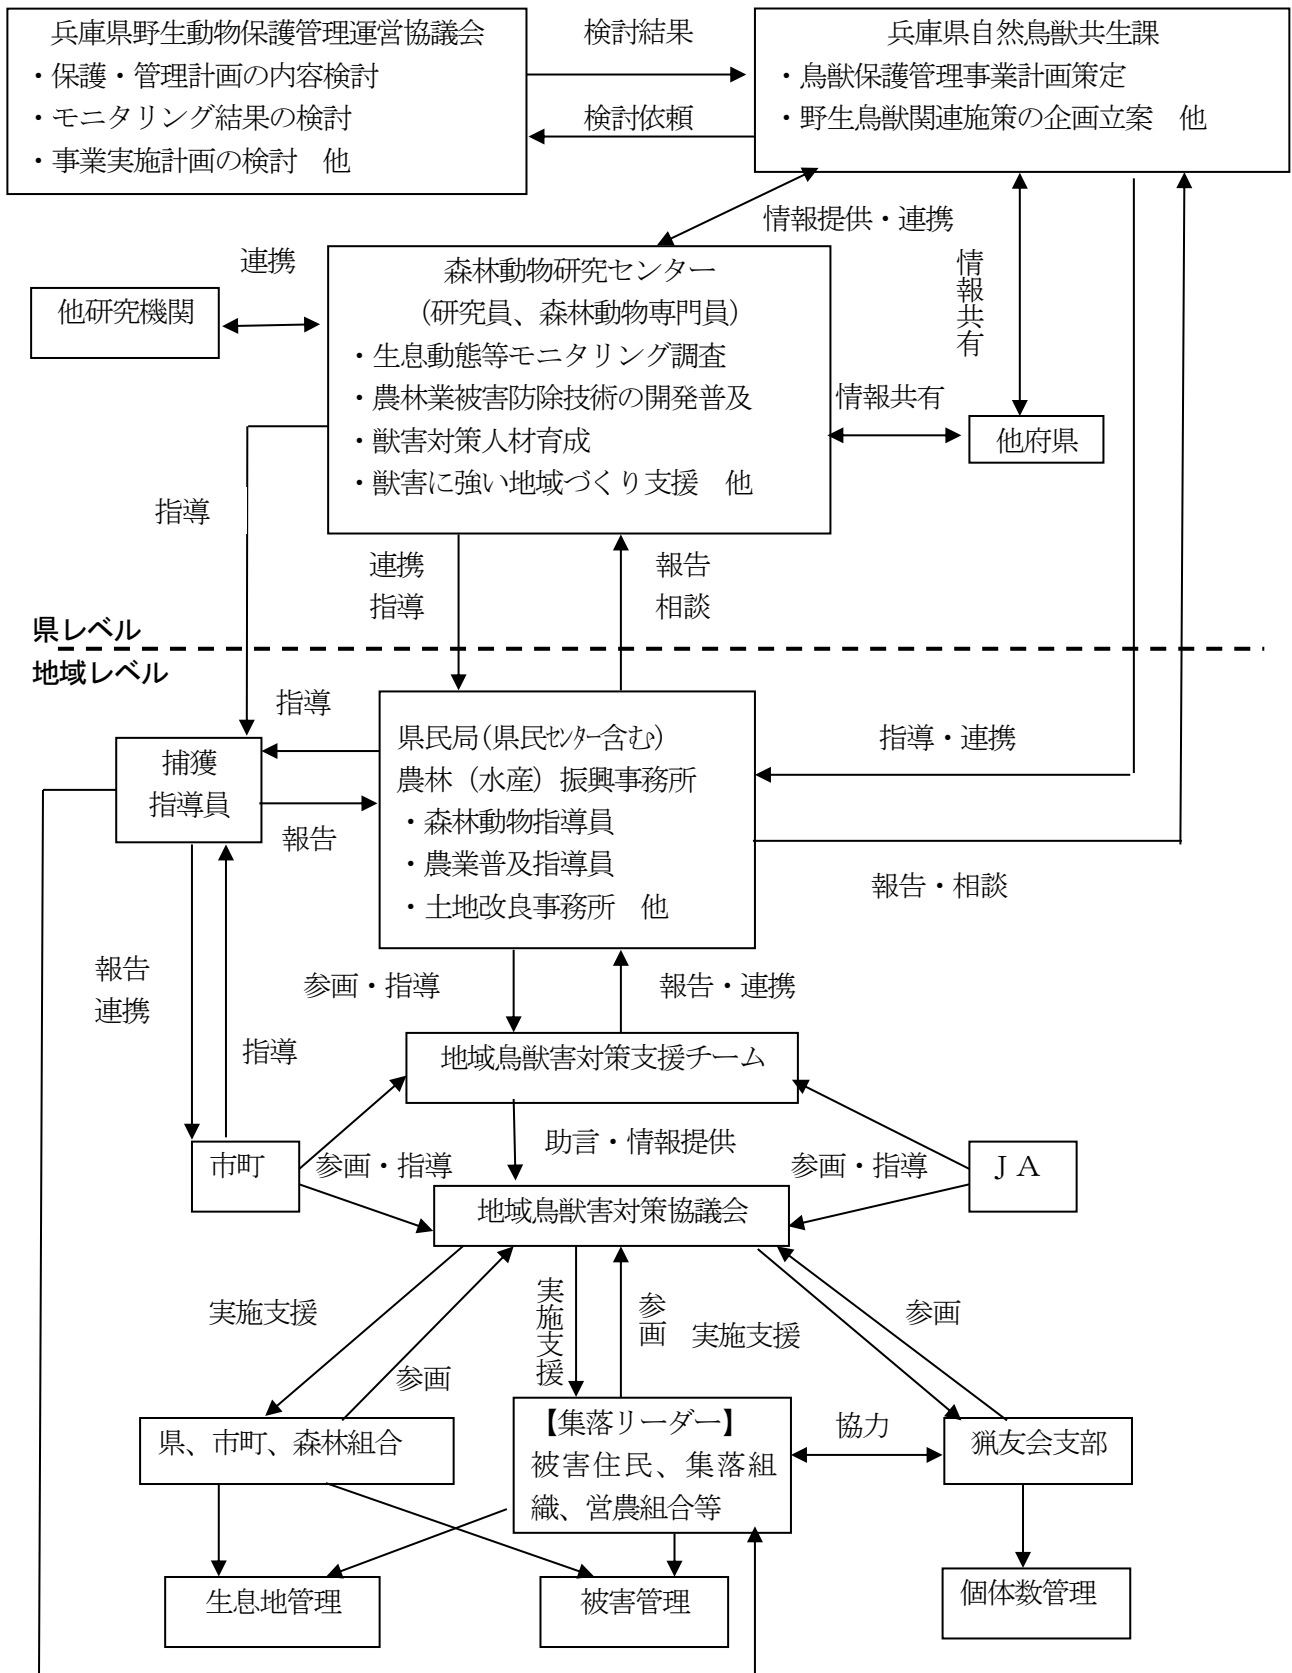 兵庫県野生動物保護管理運営協議会
・保護・管理計画の内容検討
・モニタリング結果の検討
・事業実施計画の検討　他
検討結果
検討依頼
兵庫県自然鳥獣共生課
・鳥獣保護管理事業計画策定
・野生鳥獣関連施策の企画立案　他
情報提供・連携
連携
他研究機関
森林動物研究センター
（研究員、森林動物専門員）
・生息動態等モニタリング調査
・農林業被害防除技術の開発普及
・獣害対策人材育成
・獣害に強い地域づくり支援　他
情報共有
情報共有
他府県
指導
連携
指導
報告
相談
県レベル
地域レベル
指導
捕獲
指導員
報告
県民局（県民ｾﾝﾀｰ含む）
農林（水産）振興事務所
・森林動物指導員
・農業普及指導員
・土地改良事務所　他
指導・連携
報告・相談
報告
連携
指導
参画・指導
報告・連携
地域鳥獣害対策支援チーム
市町
参画・指導
助言・情報提供
参画・指導
ＪＡ
地域鳥獣害対策協議会
実施支援
参画
実施支援
参画
実施支援
参画
県、市町、森林組合
【集落リーダー】
被害住民、集落組
織、営農組合等
協力
猟友会支部
生息地管理
被害管理
個体数管理